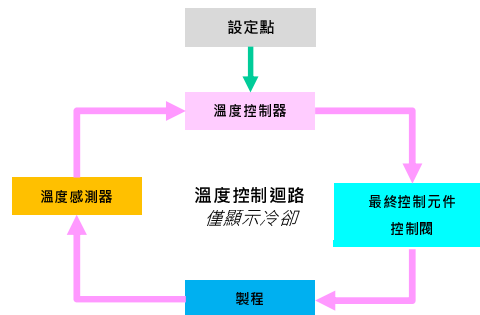 設定點
溫度控制器
溫度感測器
溫度控制迴路
僅顯示冷卻
最終控制元件
控制閥
製程